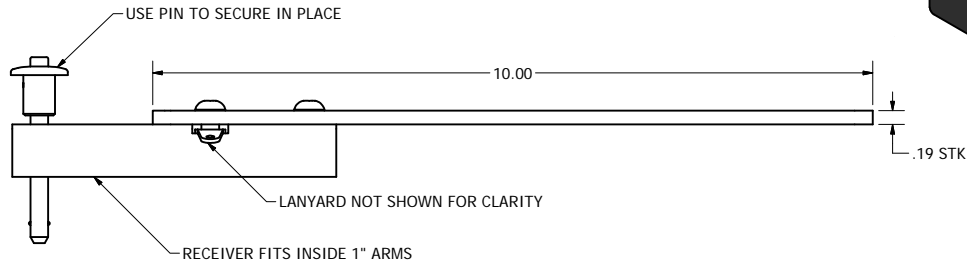 USE PIN TO SECURE IN PLACE
10.00
.19 STK
LANYARD NOT SHOWN FOR CLARITY
RECEIVER FITS INSIDE 1" ARMS